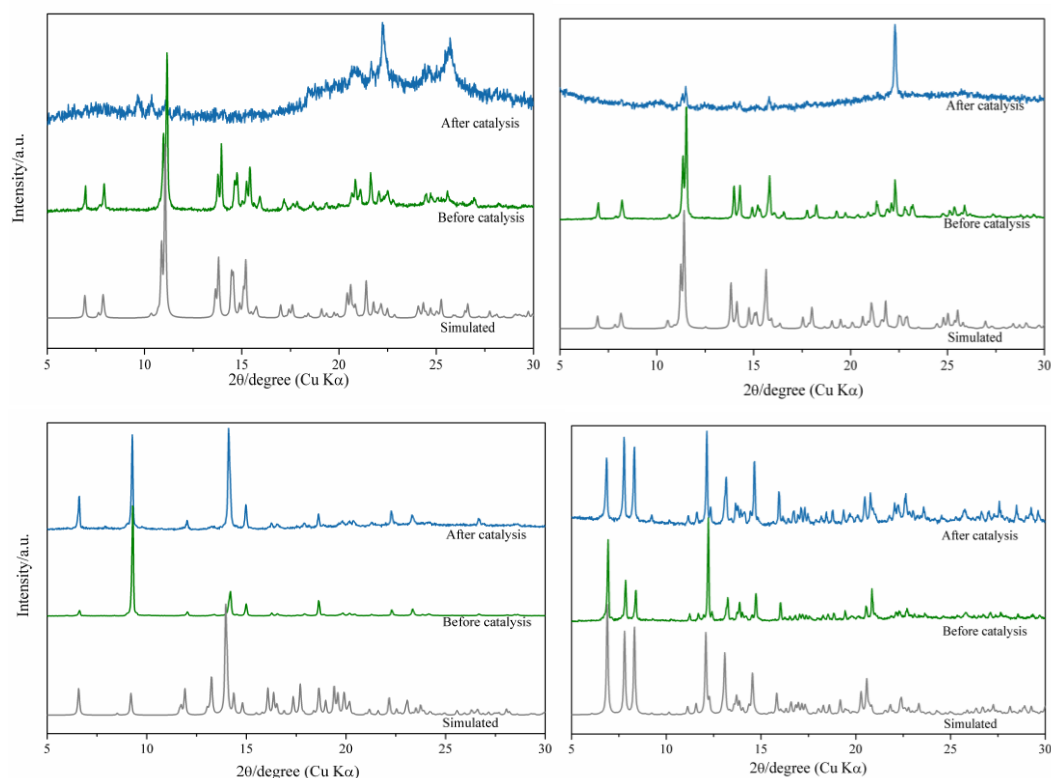 After catalysis
Before catalysis
Simulated
Intensity/a.u.
5 10 15 20 25 30
2θ/degree (Cu Kα)
After catalysis
Before catalysis
Simulated
5 10 15 20 25 30
2θ/degree (Cu Kα)
After catalysis
Before catalysis
Simulated
Intensity/a.u.
5 10 15 20 25 30
2θ/degree (Cu Kα)
After catalysis
Before catalysis
Simulated
5 10 15 20 25 30
2θ/degree (Cu Kα)